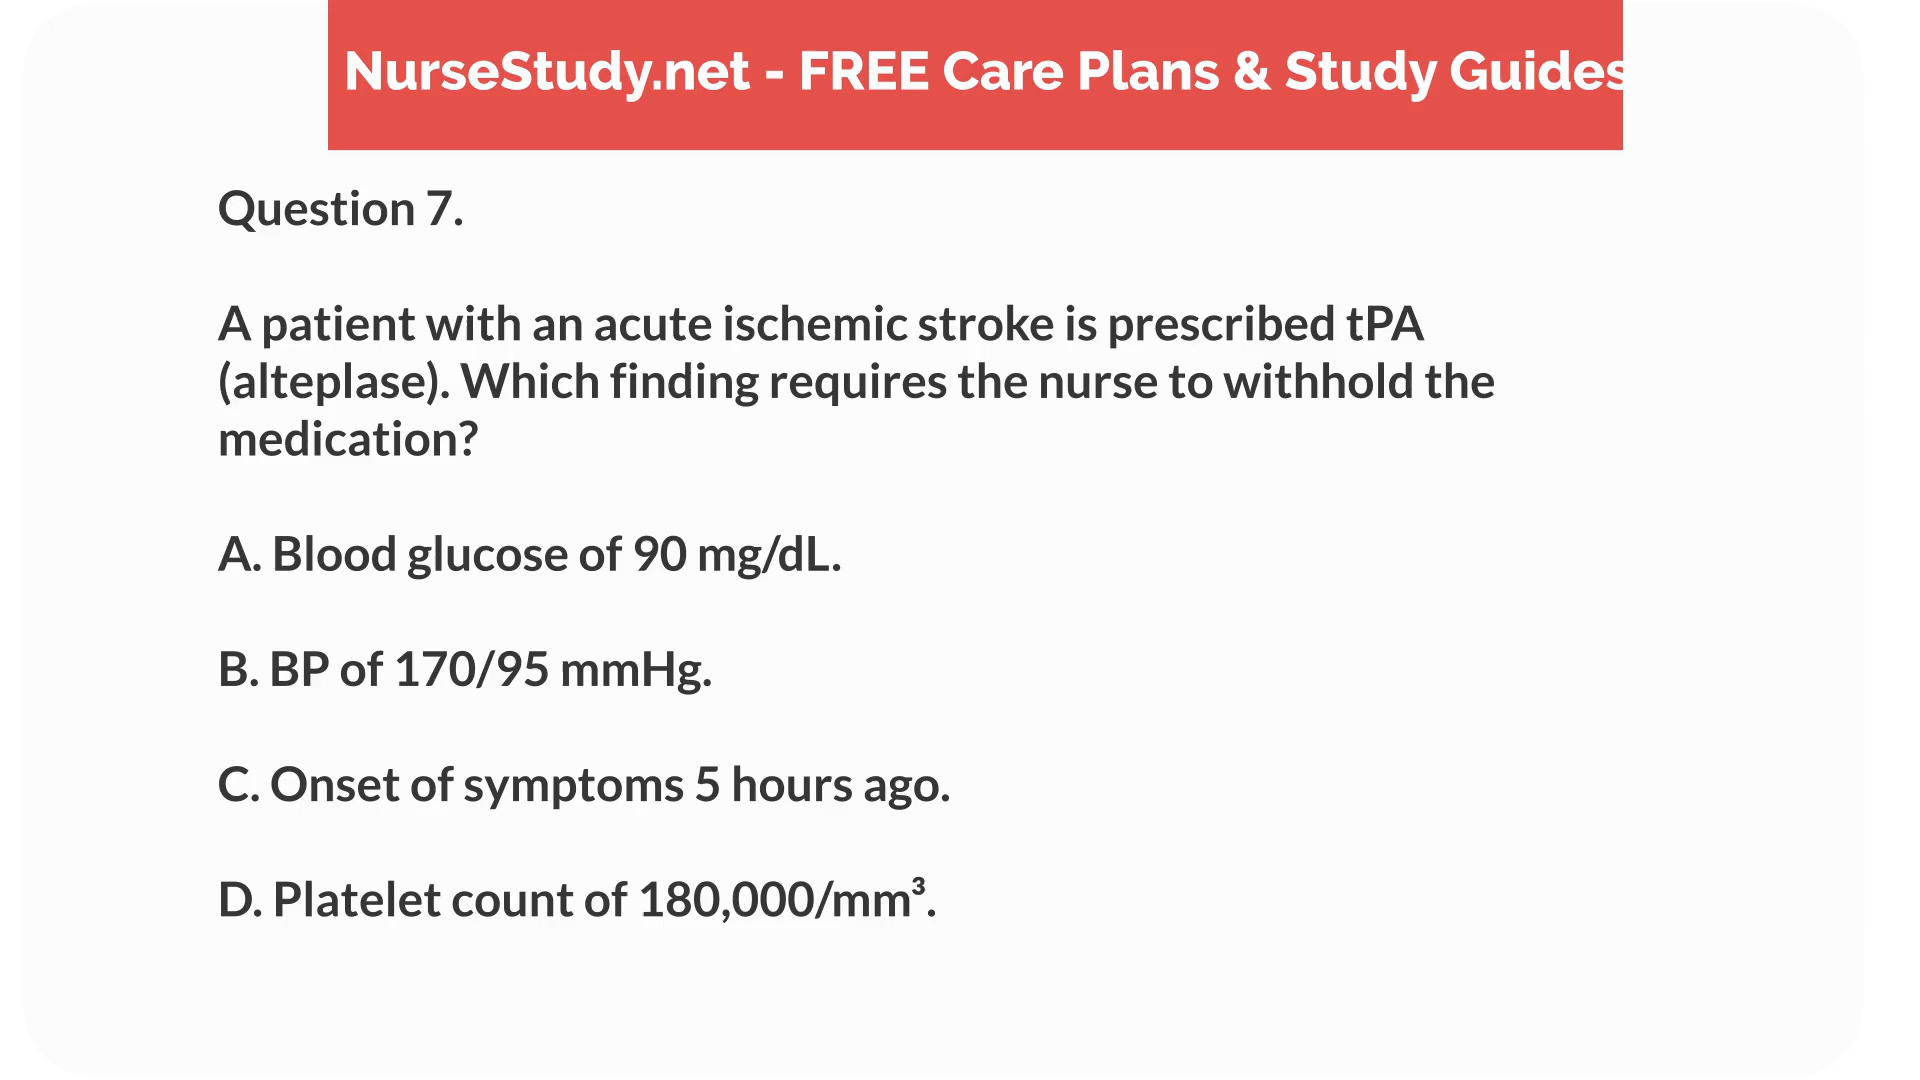 NurseStudy.net - FREE Care Plans & Study Guides
Question 7.
A patient with an acute ischemic stroke is prescribed tPA
(alteplase). Which finding requires the nurse to withhold the
medication?
A. Blood glucose of 90 mg/dL.
B. BP of 170/95 mmHg.
C. Onset of symptoms 5 hours ago.
D. Platelet count of 180,000/mm³.